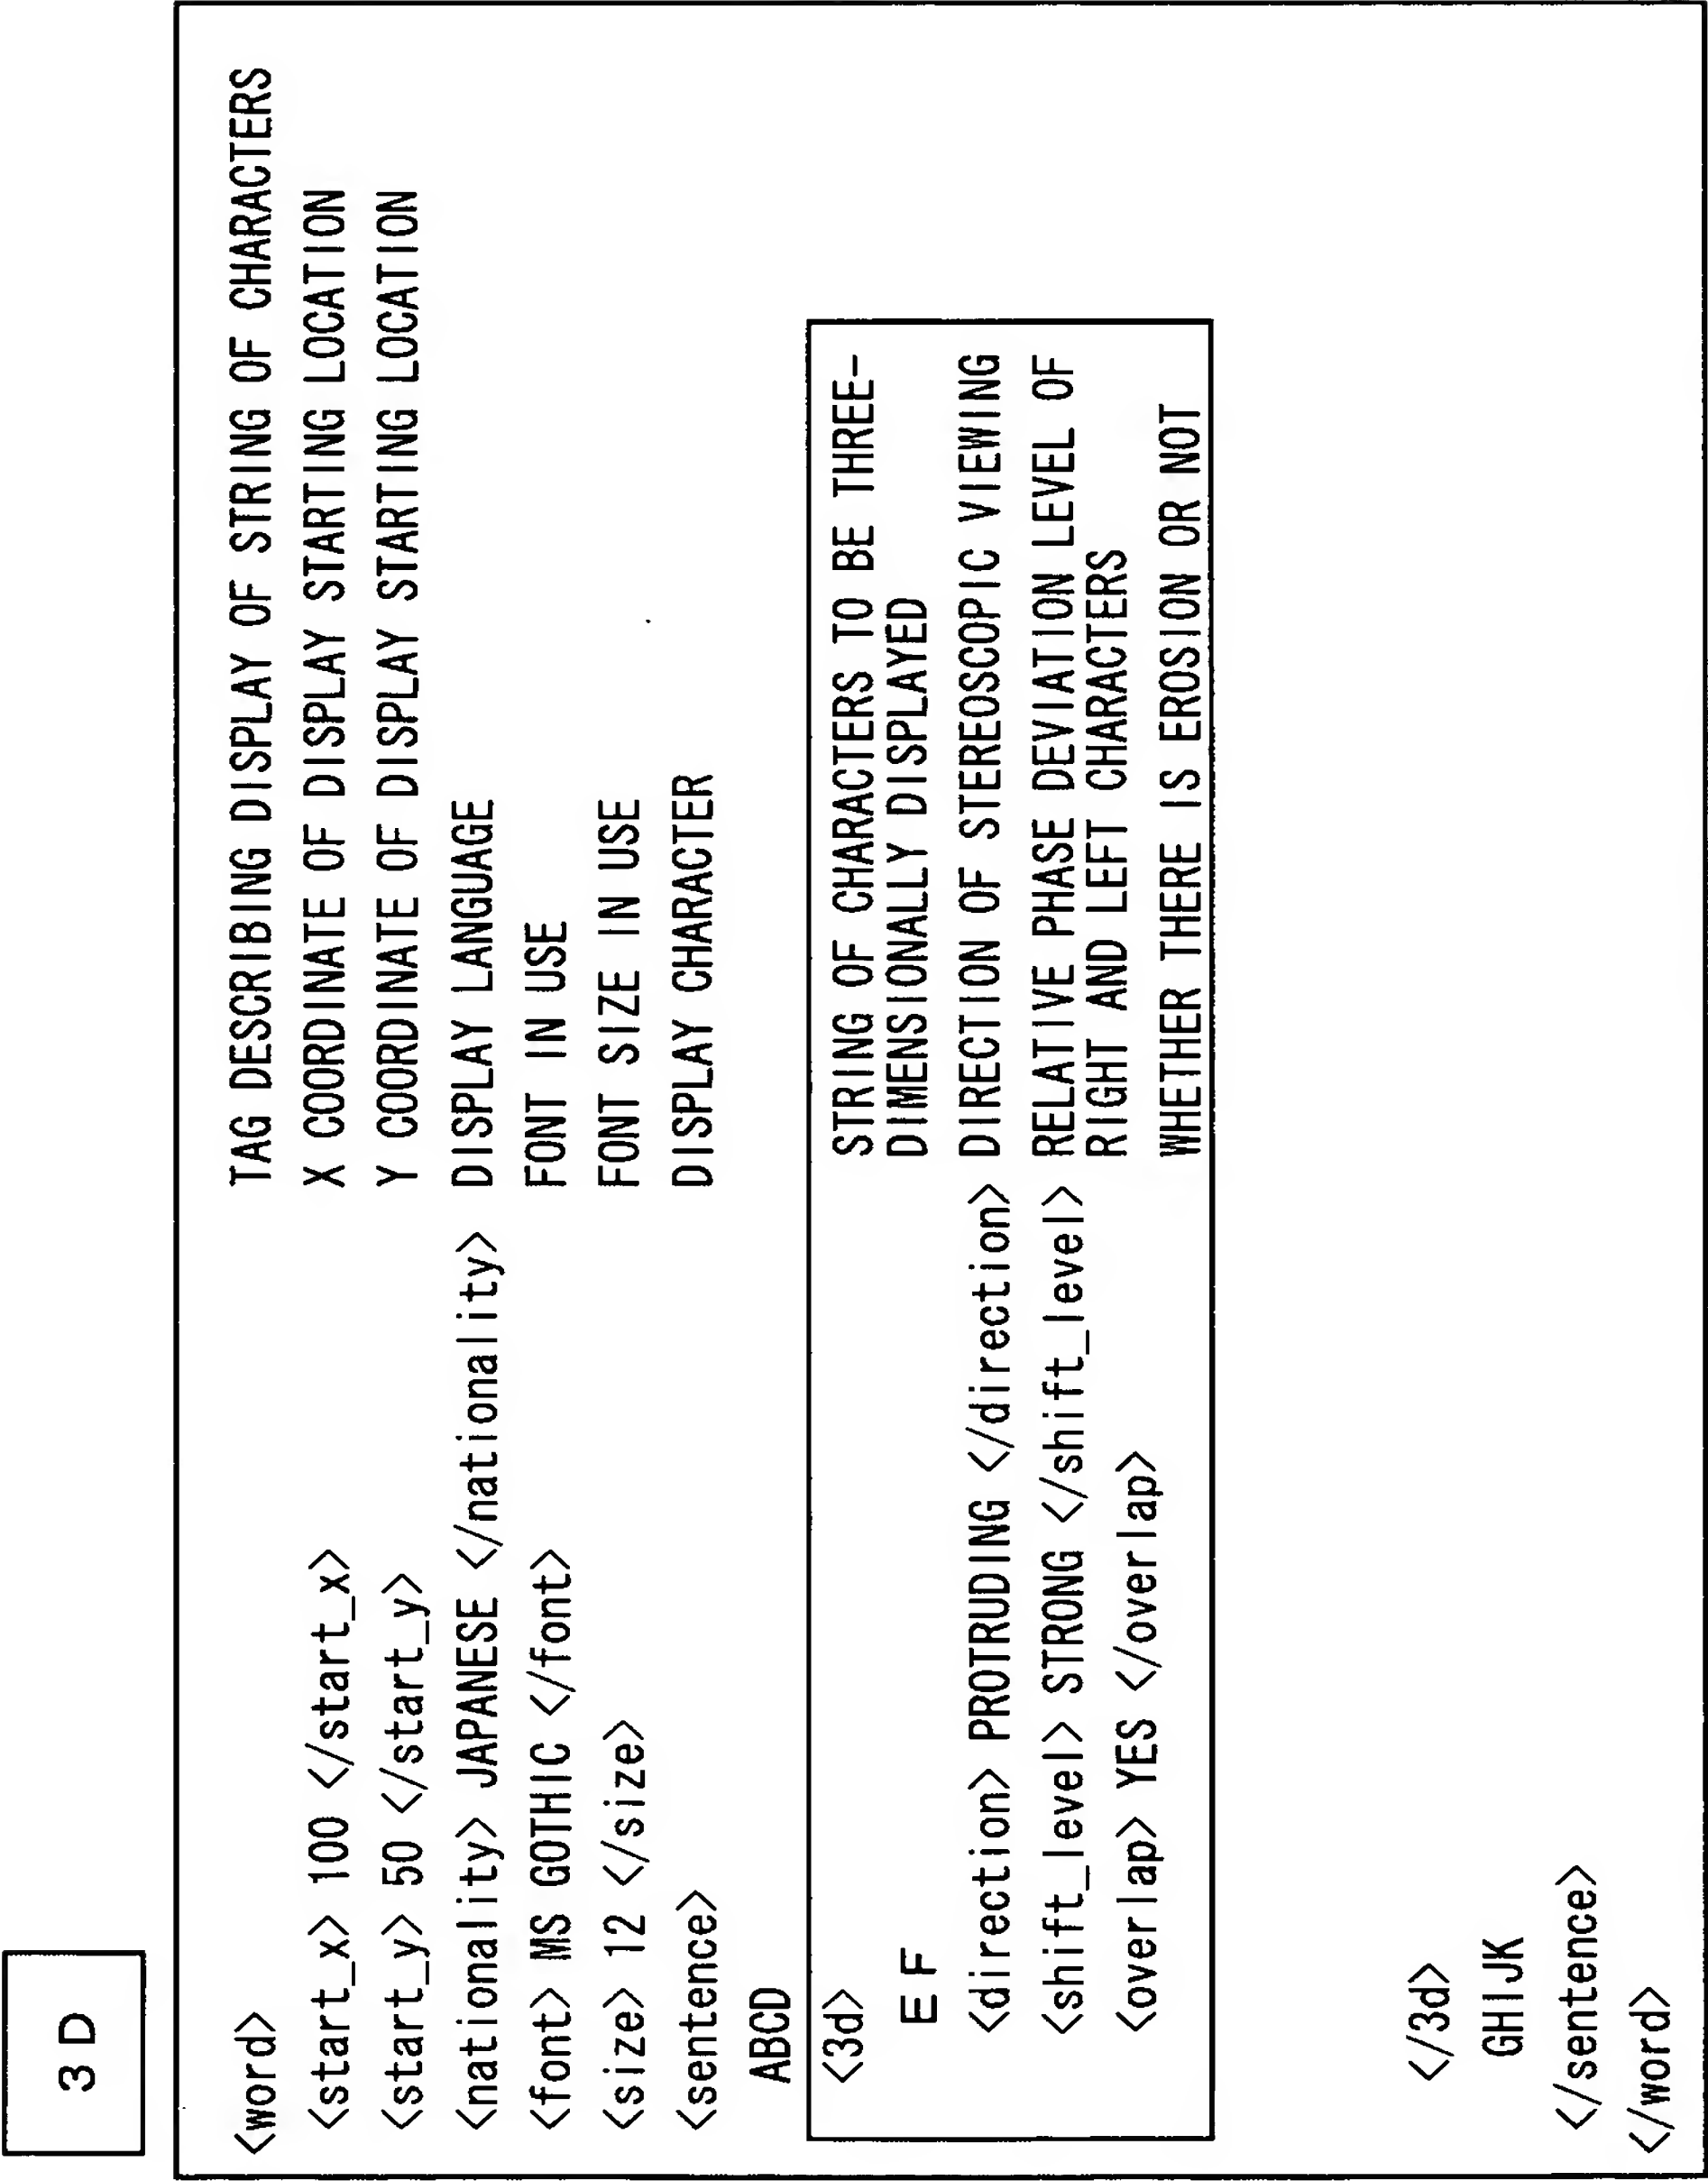 3D
<word> TAG DESCRIBING DISPLAY OF STRING OF CHARACTERS
<start_x> 100 </start_x> X COORDINATE OF DISPLAY STARTING LOCATION
<start_y> 50 </start_y> Y COORDINATE OF DISPLAY STARTING LOCATION
<nationality> JAPANESE </nationality> DISPLAY LANGUAGE
<font> MS GOTHIC </font> FONT IN USE
<size> 12 </size> FONT SIZE IN USE
<sentence> DISPLAY CHARACTER
ABCD
<3d> STRING OF CHARACTERS TO BE THREE-
DIMENSIONALLY DISPLAYED
EF
<direction> PROTRUDING </direction> DIRECTION OF STEREOSCOPIC VIEWING
<shift_level> STRONG </shift_level> RELATIVE PHASE DEVIATION LEVEL OF
RIGHT AND LEFT CHARACTERS
<overlap> YES </overlap> WHETHER THERE IS EROSION OR NOT
</3d>
GHIJK
</sentence>
</word>